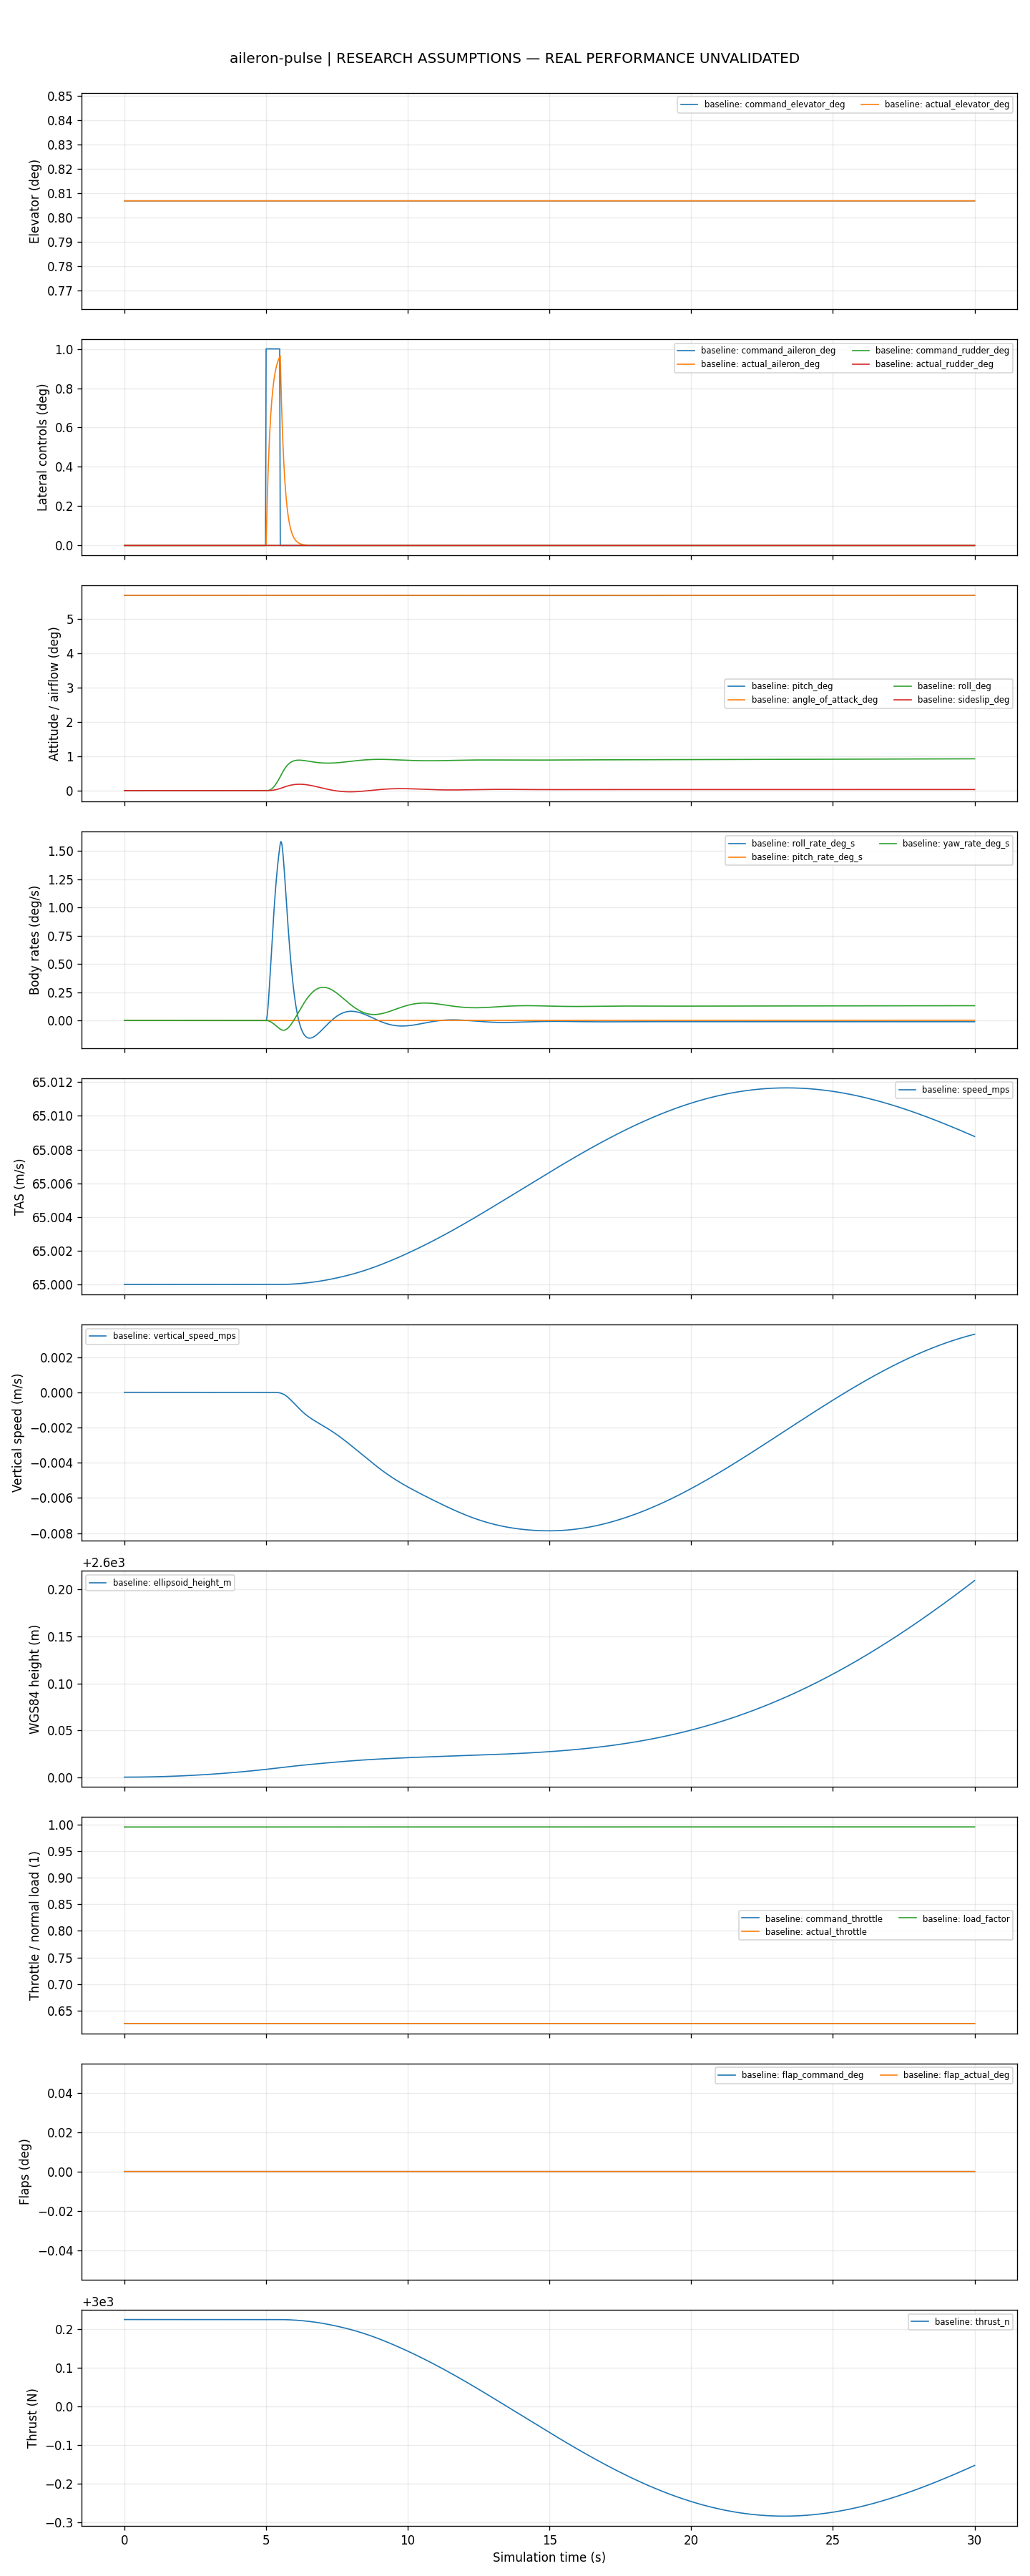 aileron-pulse | RESEARCH ASSUMPTIONS — REAL PERFORMANCE UNVALIDATED
baseline: command_elevator_deg baseline: actual_elevator_deg
Elevator (deg)
0.85
0.84
0.83
0.82
0.81
0.80
0.79
0.78
0.77
baseline: command_aileron_deg baseline: command_rudder_deg
baseline: actual_aileron_deg baseline: actual_rudder_deg
Lateral controls (deg)
1.0
0.8
0.6
0.4
0.2
0.0
baseline: pitch_deg baseline: roll_deg
baseline: angle_of_attack_deg baseline: sideslip_deg
Attitude / airflow (deg)
5
4
3
2
1
0
baseline: roll_rate_deg_s baseline: yaw_rate_deg_s
baseline: pitch_rate_deg_s
Body rates (deg/s)
1.50
1.25
1.00
0.75
0.50
0.25
0.00
baseline: speed_mps
TAS (m/s)
65.012
65.010
65.008
65.006
65.004
65.002
65.000
baseline: vertical_speed_mps
Vertical speed (m/s)
0.002
0.000
−0.002
−0.004
−0.006
−0.008
+2.6e3
baseline: ellipsoid_height_m
WGS84 height (m)
0.20
0.15
0.10
0.05
0.00
baseline: command_throttle baseline: load_factor
baseline: actual_throttle
Throttle / normal load (1)
1.00
0.95
0.90
0.85
0.80
0.75
0.70
0.65
baseline: flap_command_deg baseline: flap_actual_deg
Flaps (deg)
0.04
0.02
0.00
−0.02
−0.04
+3e3
baseline: thrust_n
Thrust (N)
0.2
0.1
0.0
−0.1
−0.2
−0.3
0 5 10 15 20 25 30
Simulation time (s)